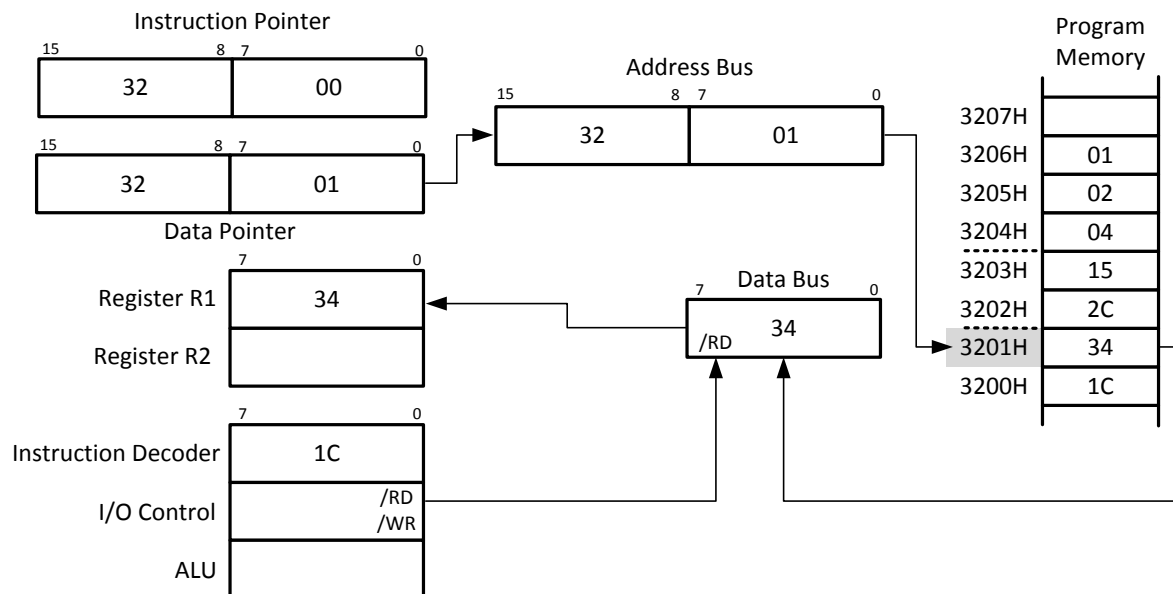 Instruction Pointer
15 8 7 0
32 00
15 8 7 0
32 01
Data Pointer
Address Bus
15 8 7 0
32 01
Program
Memory
3207H
3206H 01
3205H 02
3204H 04
3203H 15
3202H 2C
3201H 34
3200H 1C
7 0
Register R1 34
Register R2
Data Bus
7 0
34
/RD
7 0
Instruction Decoder 1C
I/O Control /RD
/WR
ALU